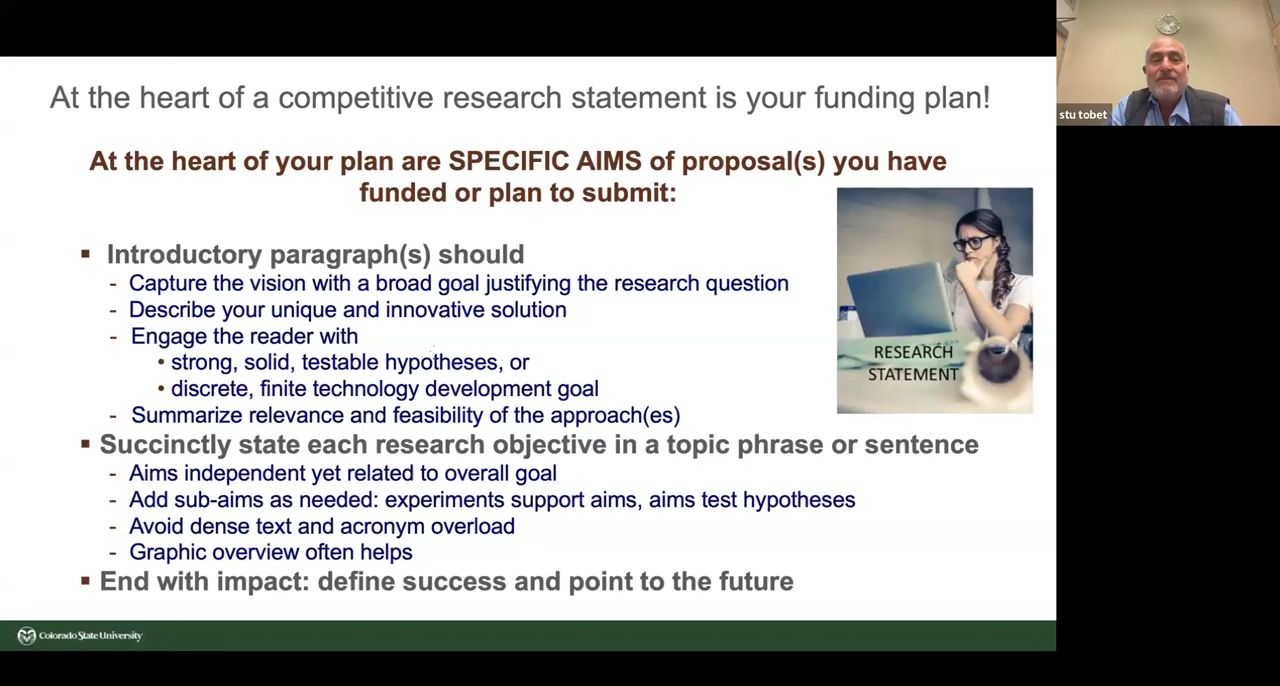 At the heart of a competitive research statement is your funding plan!
At the heart of your plan are SPECIFIC AIMS of proposal(s) you have
funded or plan to submit:
▪ Introductory paragraph(s) should
- Capture the vision with a broad goal justifying the research question
- Describe your unique and innovative solution
- Engage the reader with
• strong, solid, testable hypotheses, or
• discrete, finite technology development goal
- Summarize relevance and feasibility of the approach(es)
▪ Succinctly state each research objective in a topic phrase or sentence
- Aims independent yet related to overall goal
- Add sub-aims as needed: experiments support aims, aims test hypotheses
- Avoid dense text and acronym overload
- Graphic overview often helps
▪ End with impact: define success and point to the future
RESEARCH
STATEMENT
Colorado State University
stu tobet